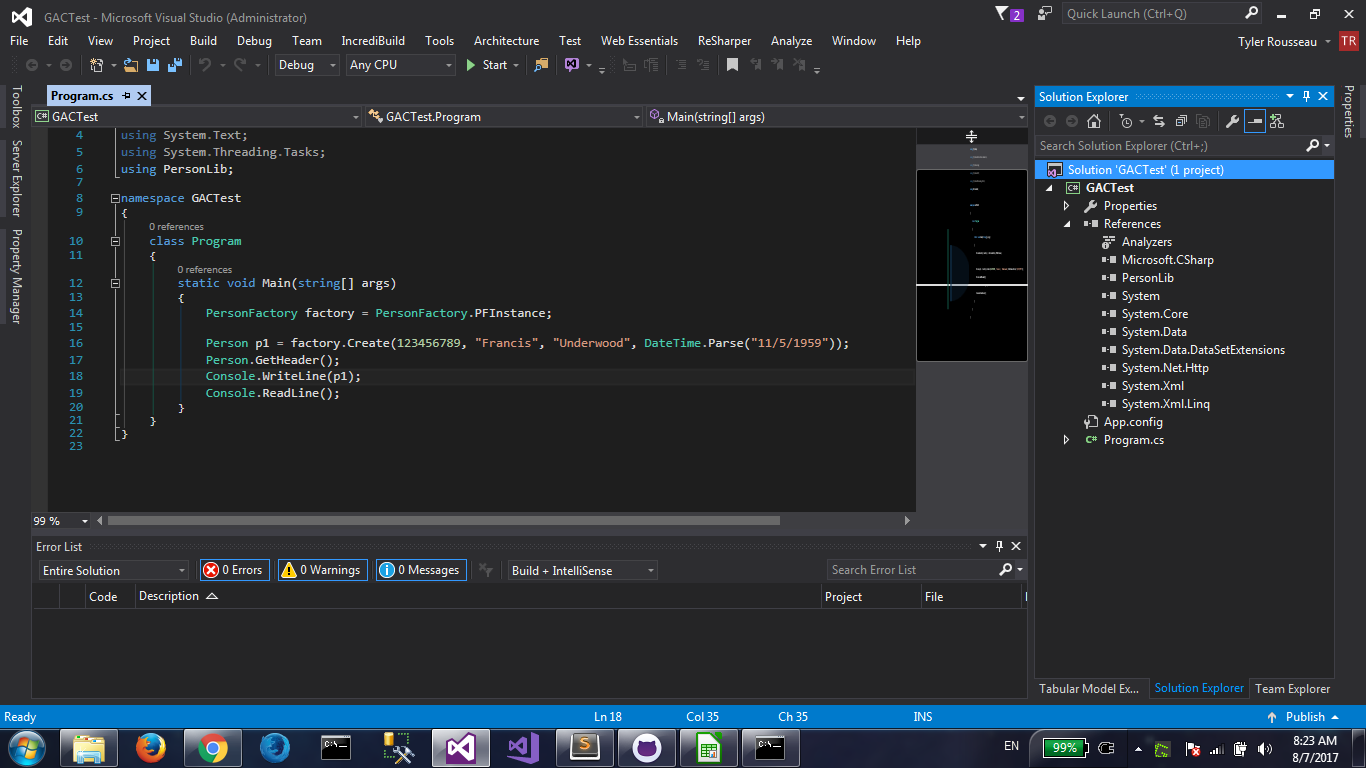 GACTest - Microsoft Visual Studio (Administrator)
2
Quick Launch (Ctrl+Q)
File Edit View Project Build Debug Team IncrediBuild Tools Architecture Test Web Essentials ReSharper Analyze Window Help
Tyler Rousseau TR
Debug Any CPU Start
Toolbox
Server Explorer
Property Manager
Program.cs
GACTest GACTest.Program Main(string[] args)
4 using System.Text;
5 using System.Threading.Tasks;
6 using PersonLib;
7
8 namespace GACTest
9 {
0 references
10 class Program
11 {
0 references
12 static void Main(string[] args)
13 {
14 PersonFactory factory = PersonFactory.PFInstance;
15
16 Person p1 = factory.Create(123456789, "Francis", "Underwood", DateTime.Parse("11/5/1959"));
17 Person.GetHeader();
18 Console.WriteLine(p1);
19 Console.ReadLine();
20 }
21 }
22 }
23
99 %
Error List
Entire Solution 0 Errors 0 Warnings 0 Messages Build + IntelliSense Search Error List
Code Description Project File
Solution Explorer
Search Solution Explorer (Ctrl+;)
Solution 'GACTest' (1 project)
C# GACTest
Properties
References
Analyzers
Microsoft.CSharp
PersonLib
System
System.Core
System.Data
System.Data.DataSetExtensions
System.Net.Http
System.Xml
System.Xml.Linq
App.config
C# Program.cs
Tabular Model Ex... Solution Explorer Team Explorer
Properties
Ready Ln 18 Col 35 Ch 35 INS Publish
EN 99% 8:23 AM
8/7/2017